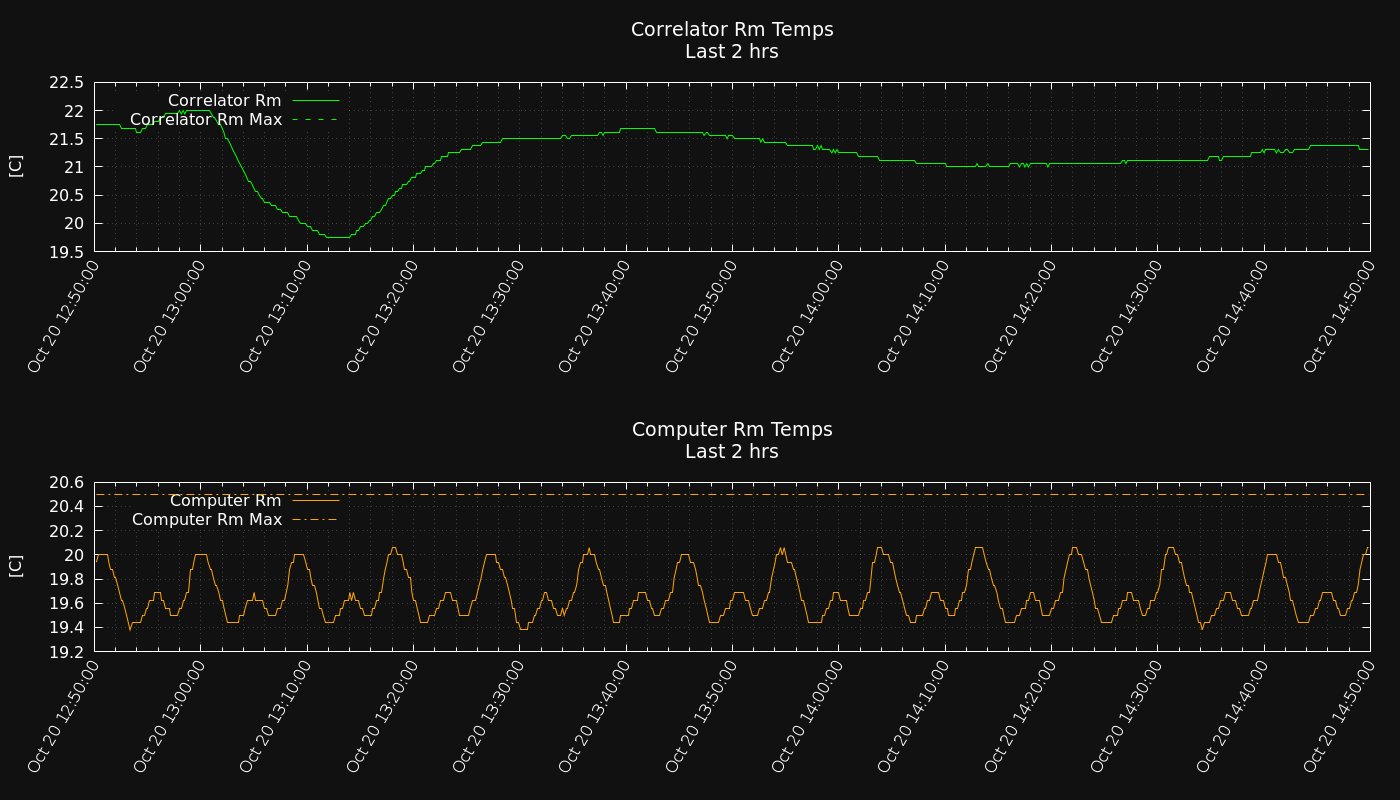 Correlator Rm Temps
Last 2 hrs
22.5
22
21.5
21
20.5
20
19.5
[C]
Correlator Rm
Correlator Rm Max
Oct 20 12:50:00
Oct 20 13:00:00
Oct 20 13:10:00
Oct 20 13:20:00
Oct 20 13:30:00
Oct 20 13:40:00
Oct 20 13:50:00
Oct 20 14:00:00
Oct 20 14:10:00
Oct 20 14:20:00
Oct 20 14:30:00
Oct 20 14:40:00
Oct 20 14:50:00
Computer Rm Temps
Last 2 hrs
20.6
20.4
20.2
20
19.8
19.6
19.4
19.2
[C]
Computer Rm
Computer Rm Max
Oct 20 12:50:00
Oct 20 13:00:00
Oct 20 13:10:00
Oct 20 13:20:00
Oct 20 13:30:00
Oct 20 13:40:00
Oct 20 13:50:00
Oct 20 14:00:00
Oct 20 14:10:00
Oct 20 14:20:00
Oct 20 14:30:00
Oct 20 14:40:00
Oct 20 14:50:00